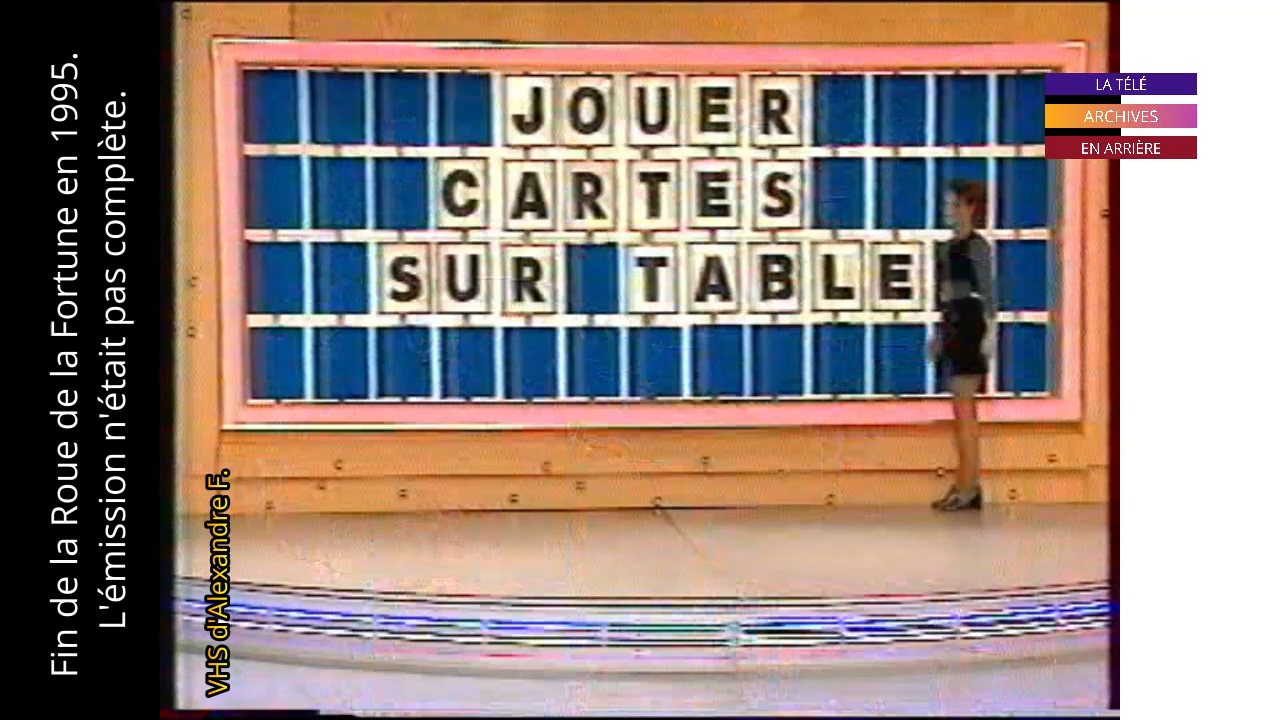 Fin de la Roue de la Fortune en 1995.
L'émission n'était pas complète.
VHS d'Alexandre F.
JOUER
CARTES
SUR TABLE
LA TÉLÉ
ARCHIVES
EN ARRIÈRE